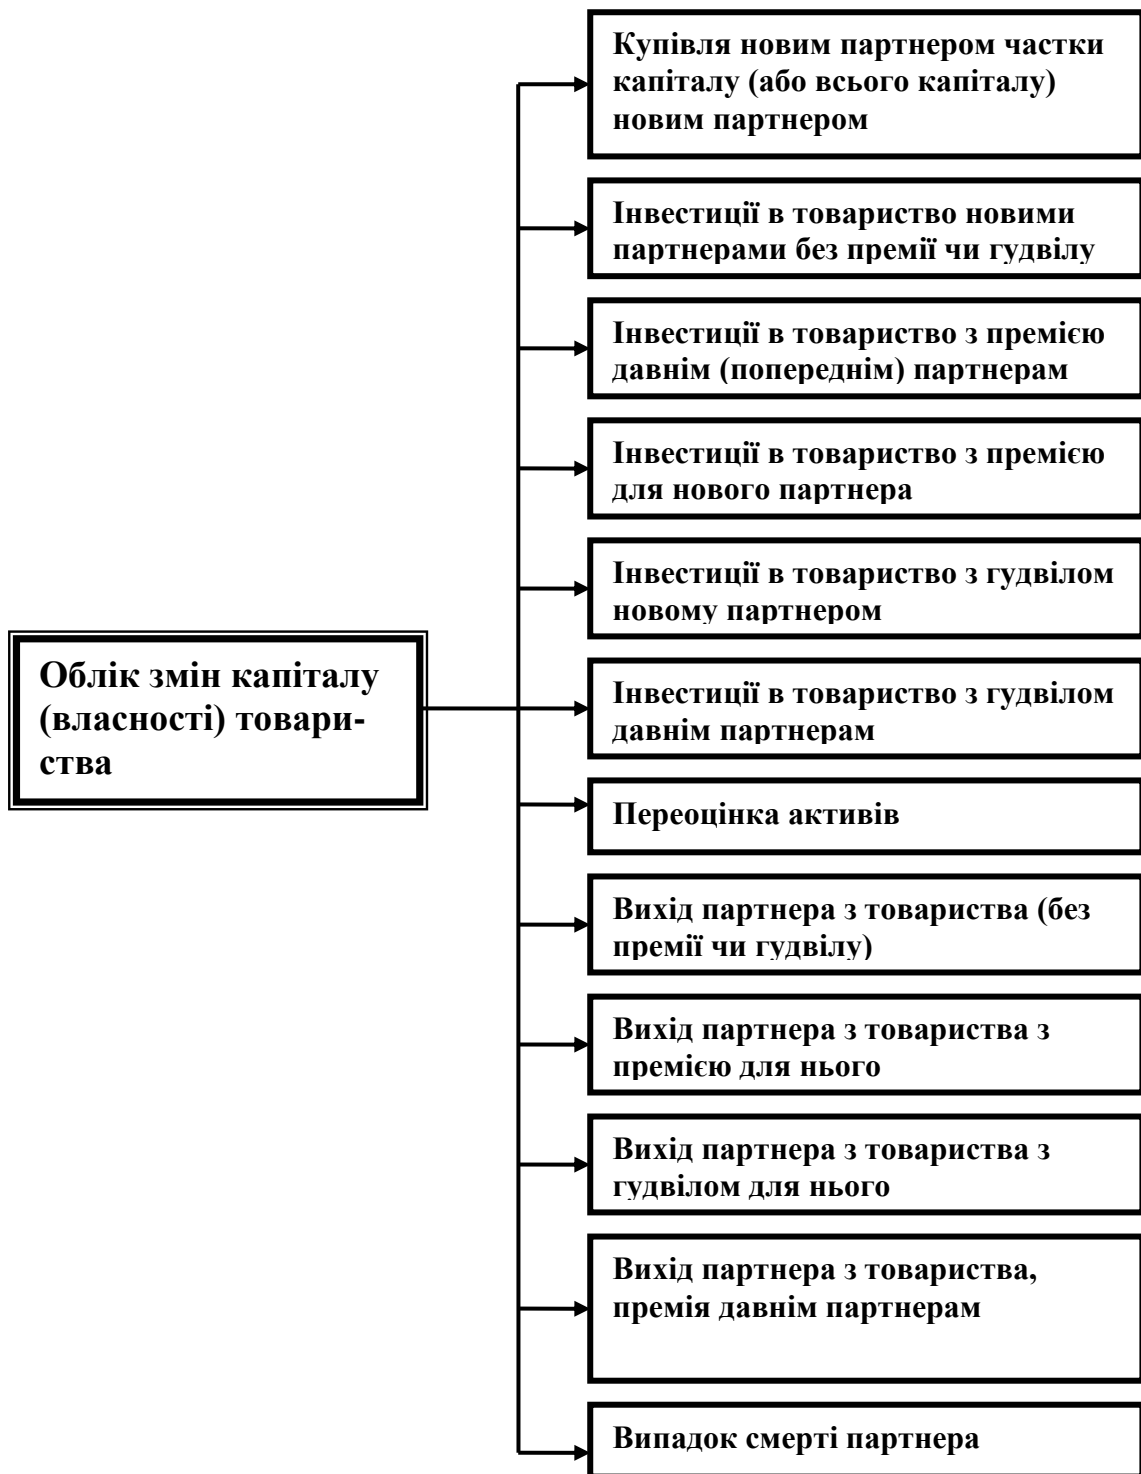 Купівля новим партнером частки
капіталу (або всього капіталу)
новим партнером
Інвестиції в товариство новими
партнерами без премії чи гудвілу
Інвестиції в товариство з премією
давнім (попереднім) партнерам
Інвестиції в товариство з премією
для нового партнера
Інвестиції в товариство з гудвілом
новому партнером
Облік змін капіталу
(власності) товари-
ства
Інвестиції в товариство з гудвілом
давнім партнерам
Переоцінка активів
Вихід партнера з товариства (без
премії чи гудвілу)
Вихід партнера з товариства з
премією для нього
Вихід партнера з товариства з
гудвілом для нього
Вихід партнера з товариства,
премія давнім партнерам
Випадок смерті партнера